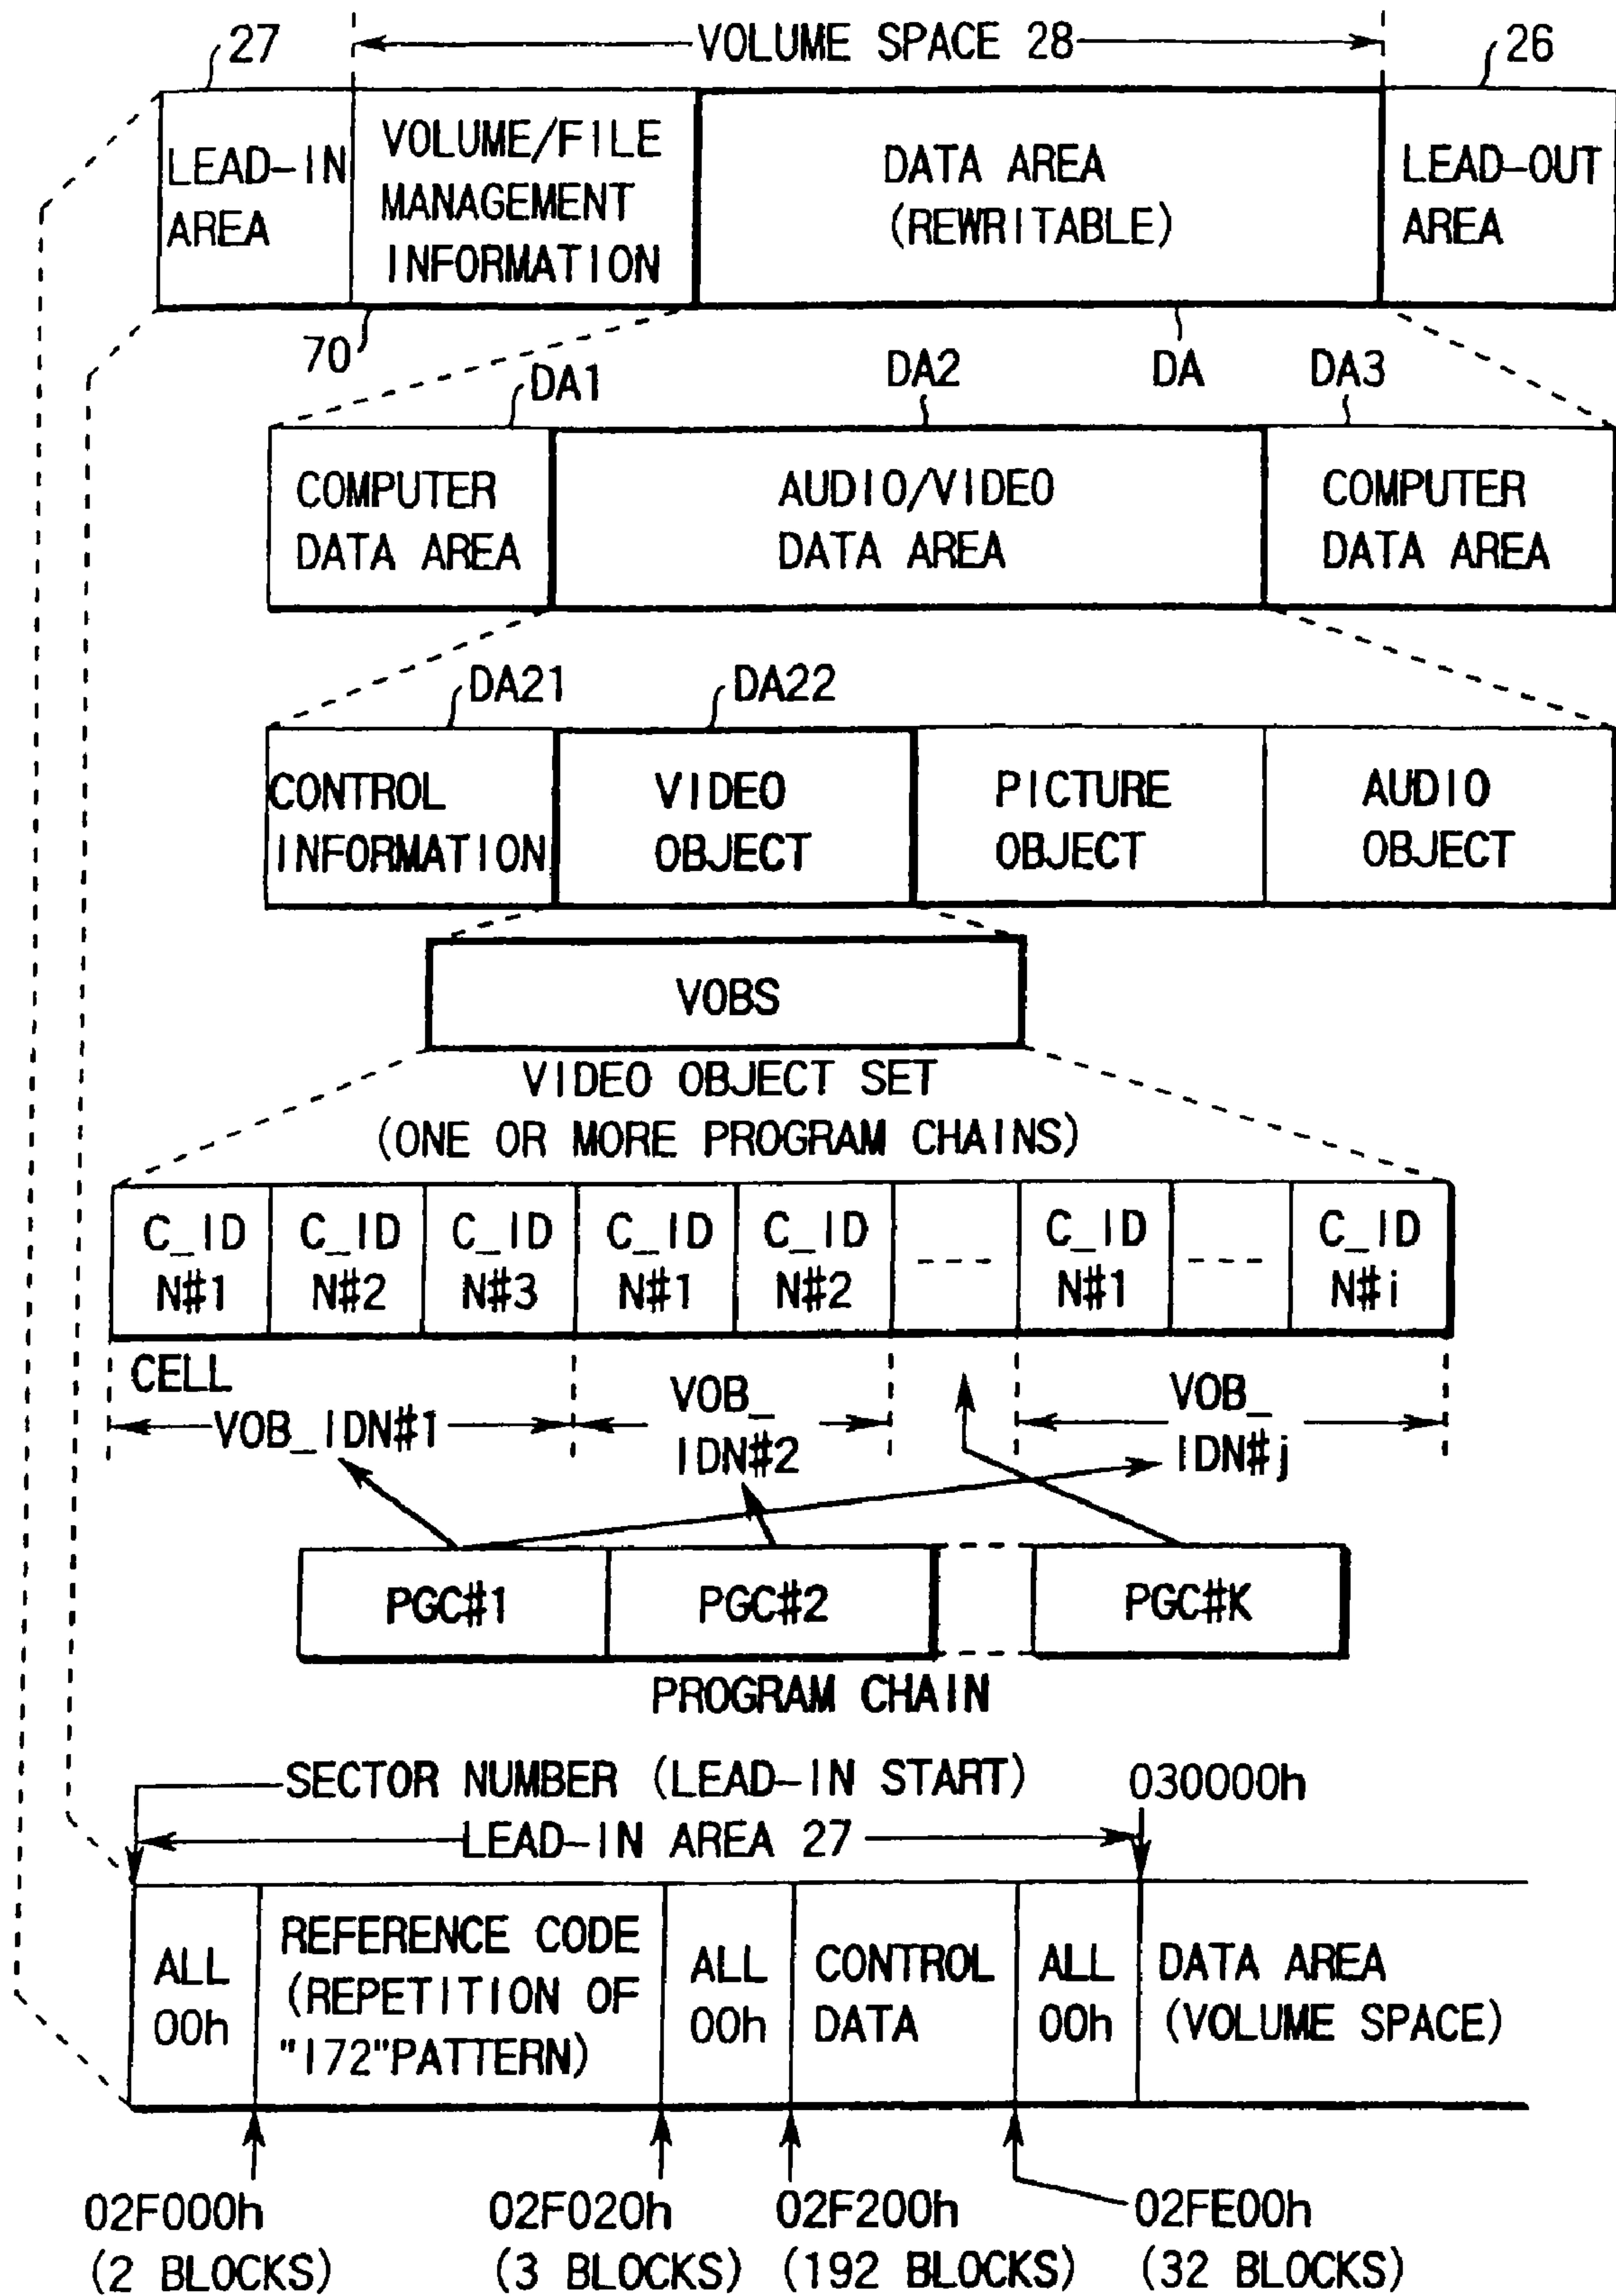 27
VOLUME SPACE 28
26
LEAD-IN
AREA
VOLUME/FILE
MANAGEMENT
INFORMATION
DATA AREA
(REWRITABLE)
LEAD-OUT
AREA
70
DA1
DA2
DA
DA3
COMPUTER
DATA AREA
AUDIO/VIDEO
DATA AREA
COMPUTER
DATA AREA
DA21
DA22
CONTROL
INFORMATION
VIDEO
OBJECT
PICTURE
OBJECT
AUDIO
OBJECT
VOBS
VIDEO OBJECT SET
(ONE OR MORE PROGRAM CHAINS)
C_ID
N#1
C_ID
N#2
C_ID
N#3
C_ID
N#1
C_ID
N#2
----
C_ID
N#1
----
C_ID
N#i
CELL
VOB_IDN#1
VOB_
IDN#2
VOB_
IDN#j
PGC#1
PGC#2
PGC#K
PROGRAM CHAIN
SECTOR NUMBER (LEAD-IN START)
030000h
LEAD-IN AREA 27
ALL
00h
REFERENCE CODE
(REPETITION OF
"172"PATTERN)
ALL
00h
CONTROL
DATA
ALL
00h
DATA AREA
(VOLUME SPACE)
02F000h
(2 BLOCKS)
02F020h
(3 BLOCKS)
02F200h
(192 BLOCKS)
02FE00h
(32 BLOCKS)